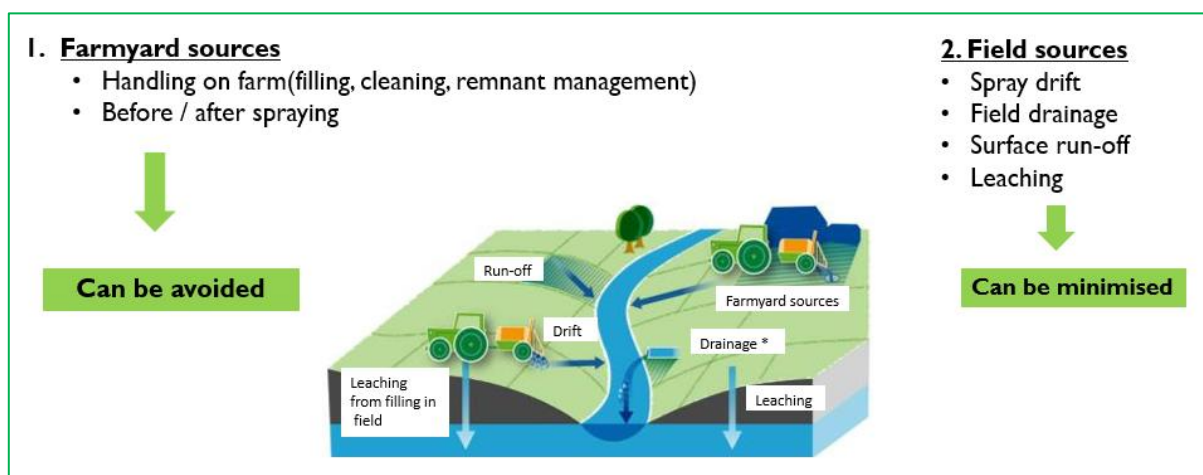 1. Farmyard sources
• Handling on farm(filling, cleaning, remnant management)
• Before / after spraying
Can be avoided
2. Field sources
• Spray drift
• Field drainage
• Surface run-off
• Leaching
Can be minimised
Run-off
Farmyard sources
Drift
Drainage *
Leaching
from filling in
field
Leaching